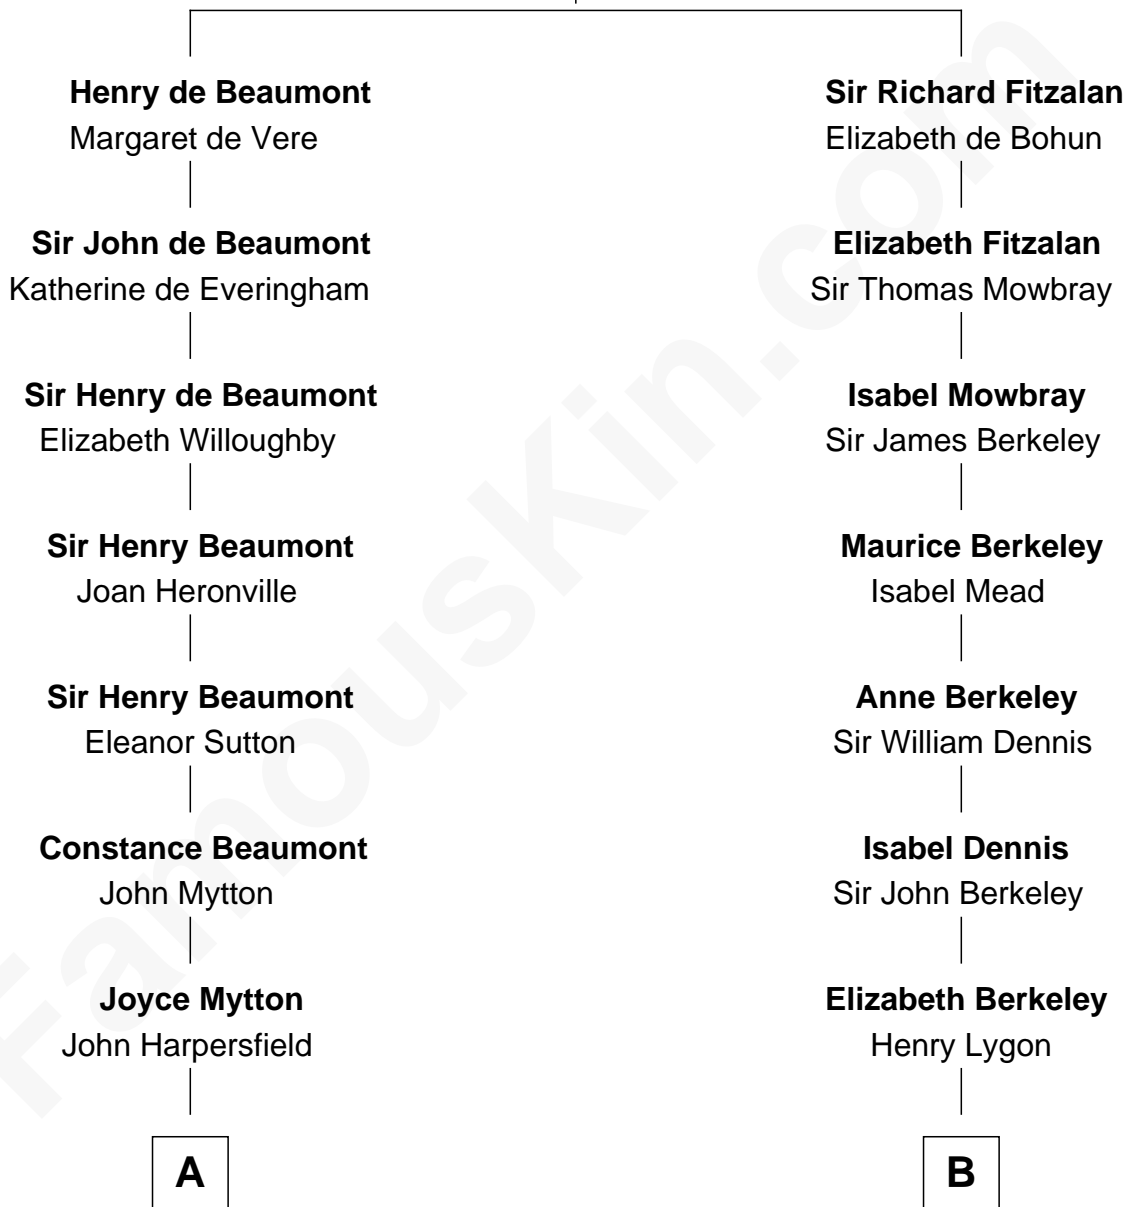 Henry de Beaumont
Margaret de Vere
Sir John de Beaumont
Katherine de Everingham
Sir Henry de Beaumont
Elizabeth Willoughby
Sir Henry Beaumont
Joan Heronville
Sir Henry Beaumont
Eleanor Sutton
Constance Beaumont
John Mytton
Joyce Mytton
John Harpersfield
A
Sir Richard Fitzalan
Elizabeth de Bohun
Elizabeth Fitzalan
Sir Thomas Mowbray
Isabel Mowbray
Sir James Berkeley
Maurice Berkeley
Isabel Mead
Anne Berkeley
Sir William Dennis
Isabel Dennis
Sir John Berkeley
Elizabeth Berkeley
Henry Lygon
B
FamousKin.com